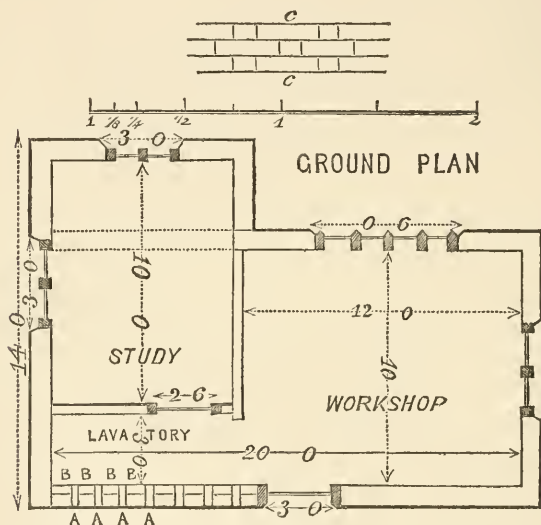 c
c
1 1/8 1/4 1/2 1 2
3 0
GROUND PLAN
0 6
3 0
10 0
12 0
14 0
STUDY
10
2-6
WORKSHOP
LAVATORY
3 0
20 0
B B B B
3-0
A A A A